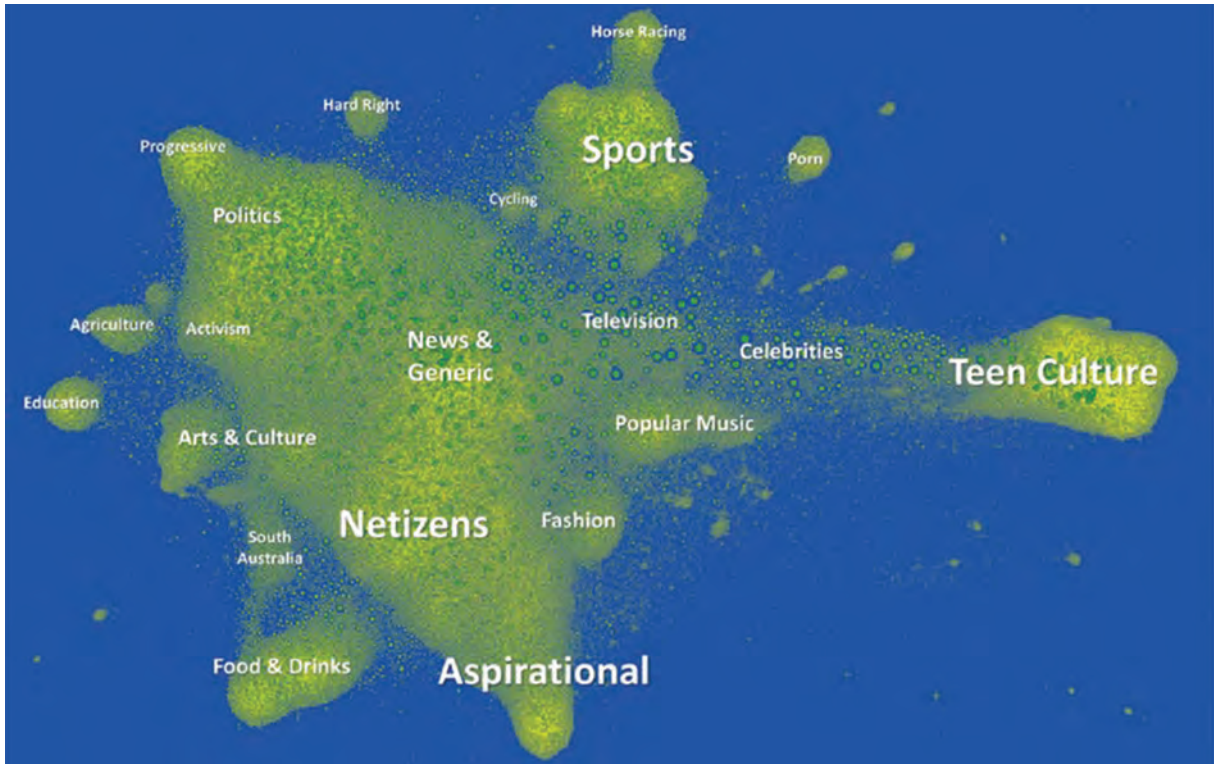 Horse Racing
Hard Right
Progressive
Sports
Porn
Cycling
Politics
Agriculture
Activism
News &
Generic
Television
Celebrities
Teen Culture
Education
Arts & Culture
Popular Music
Netizens
Fashion
South
Australia
Food & Drinks
Aspirational